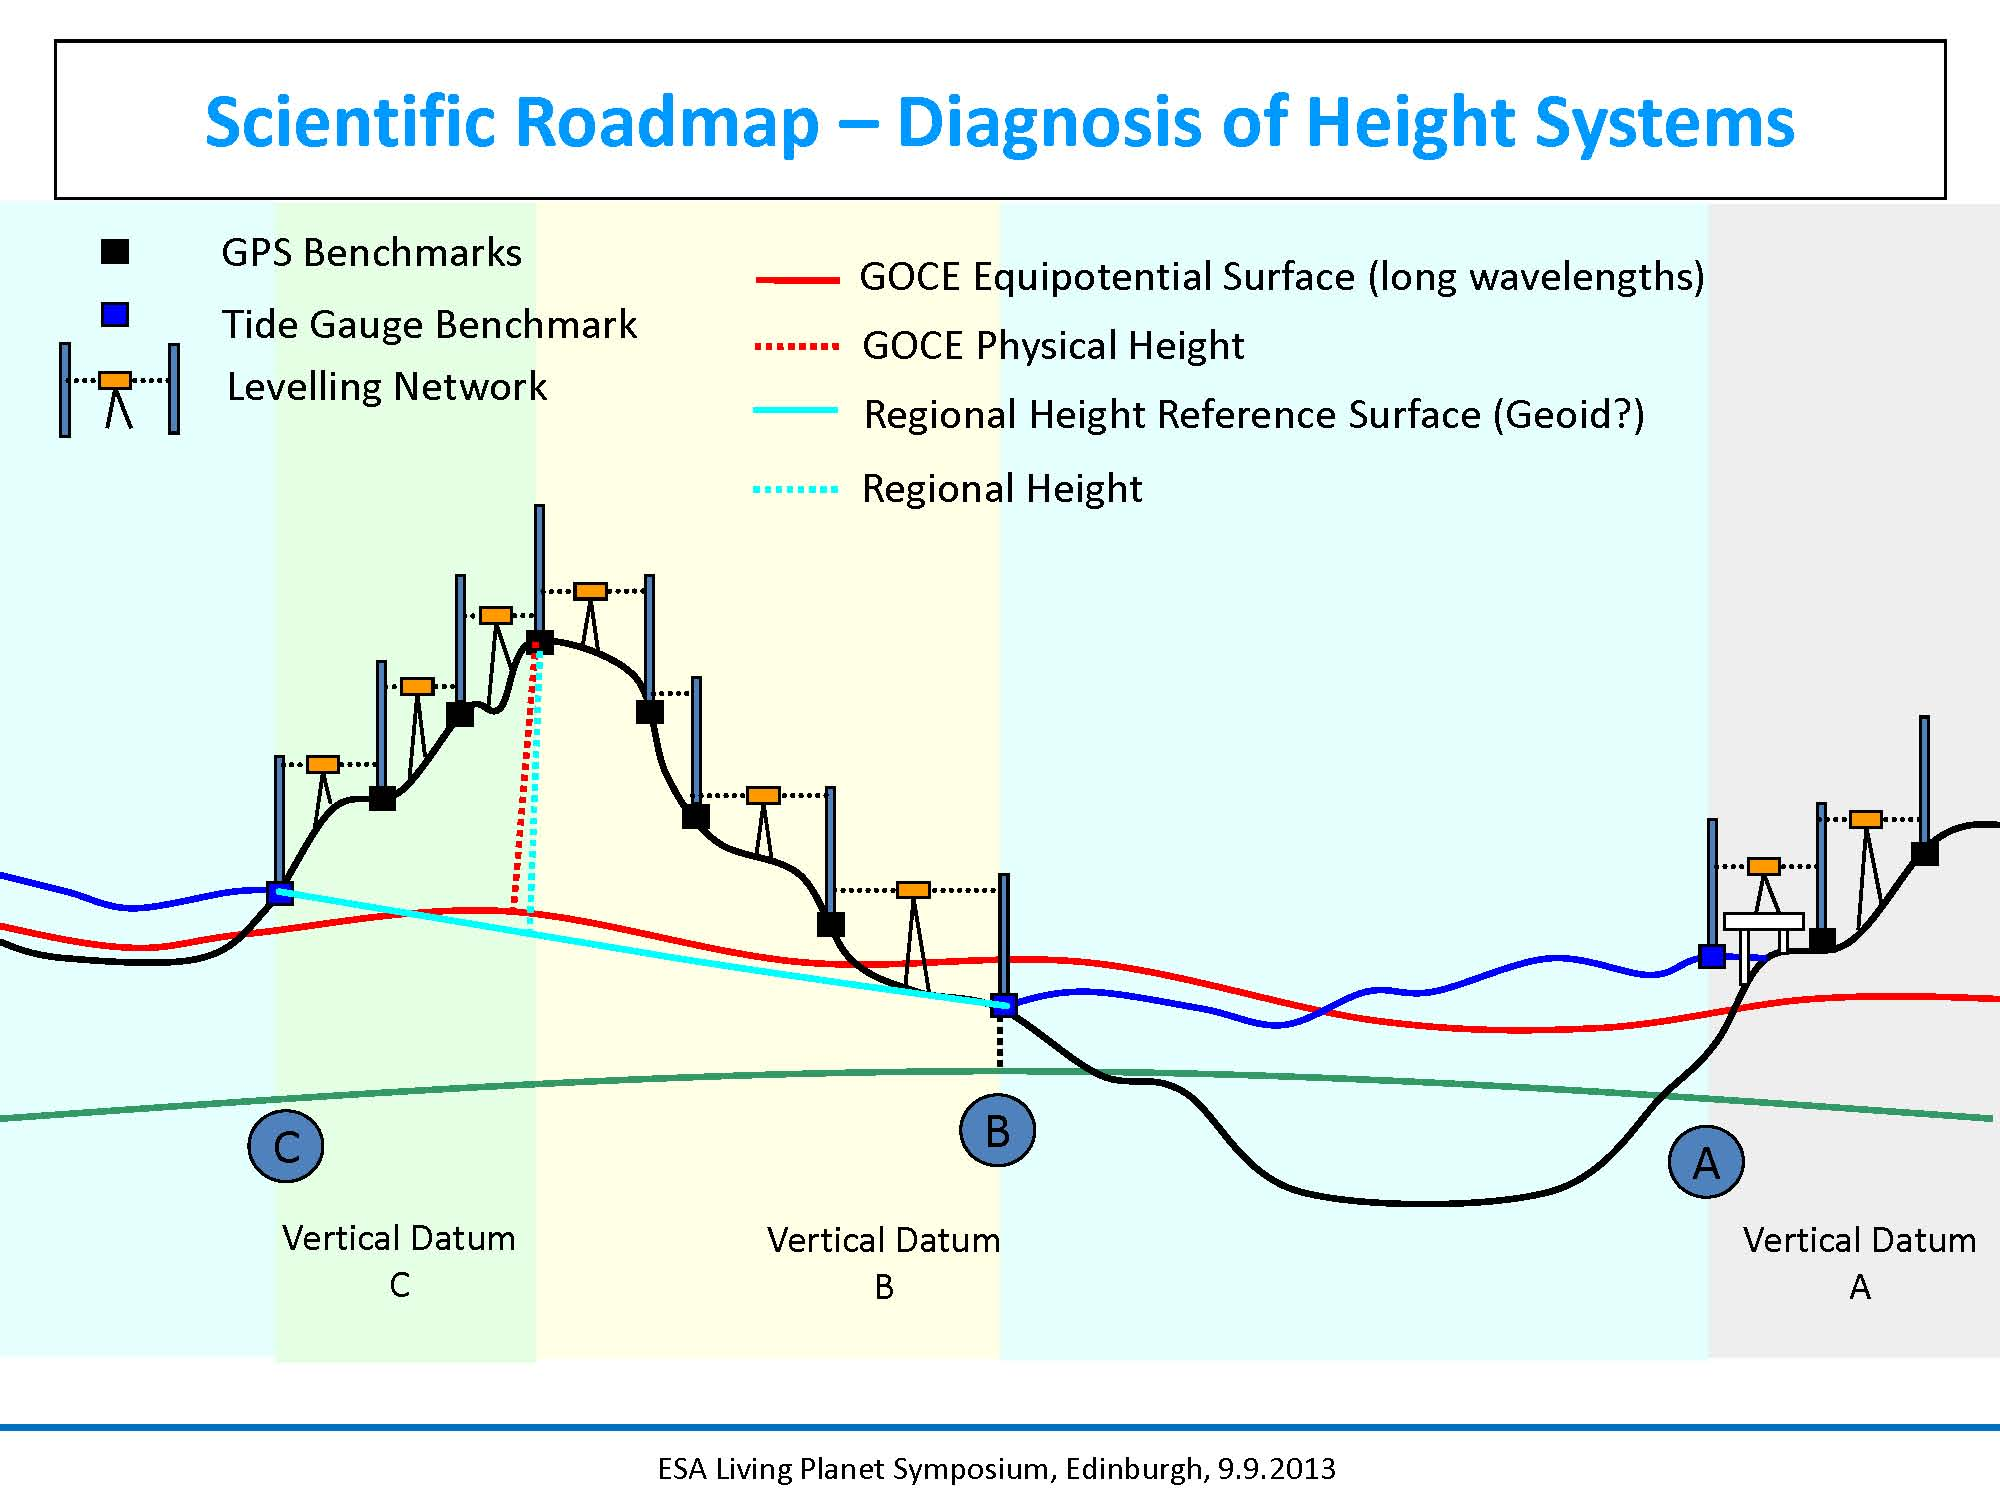 Scientific Roadmap – Diagnosis of Height Systems
GPS Benchmarks
Tide Gauge Benchmark
Levelling Network
GOCE Equipotential Surface (long wavelengths)
GOCE Physical Height
Regional Height Reference Surface (Geoid?)
Regional Height
C
B
A
Vertical Datum
C
Vertical Datum
B
Vertical Datum
A
ESA Living Planet Symposium, Edinburgh, 9.9.2013